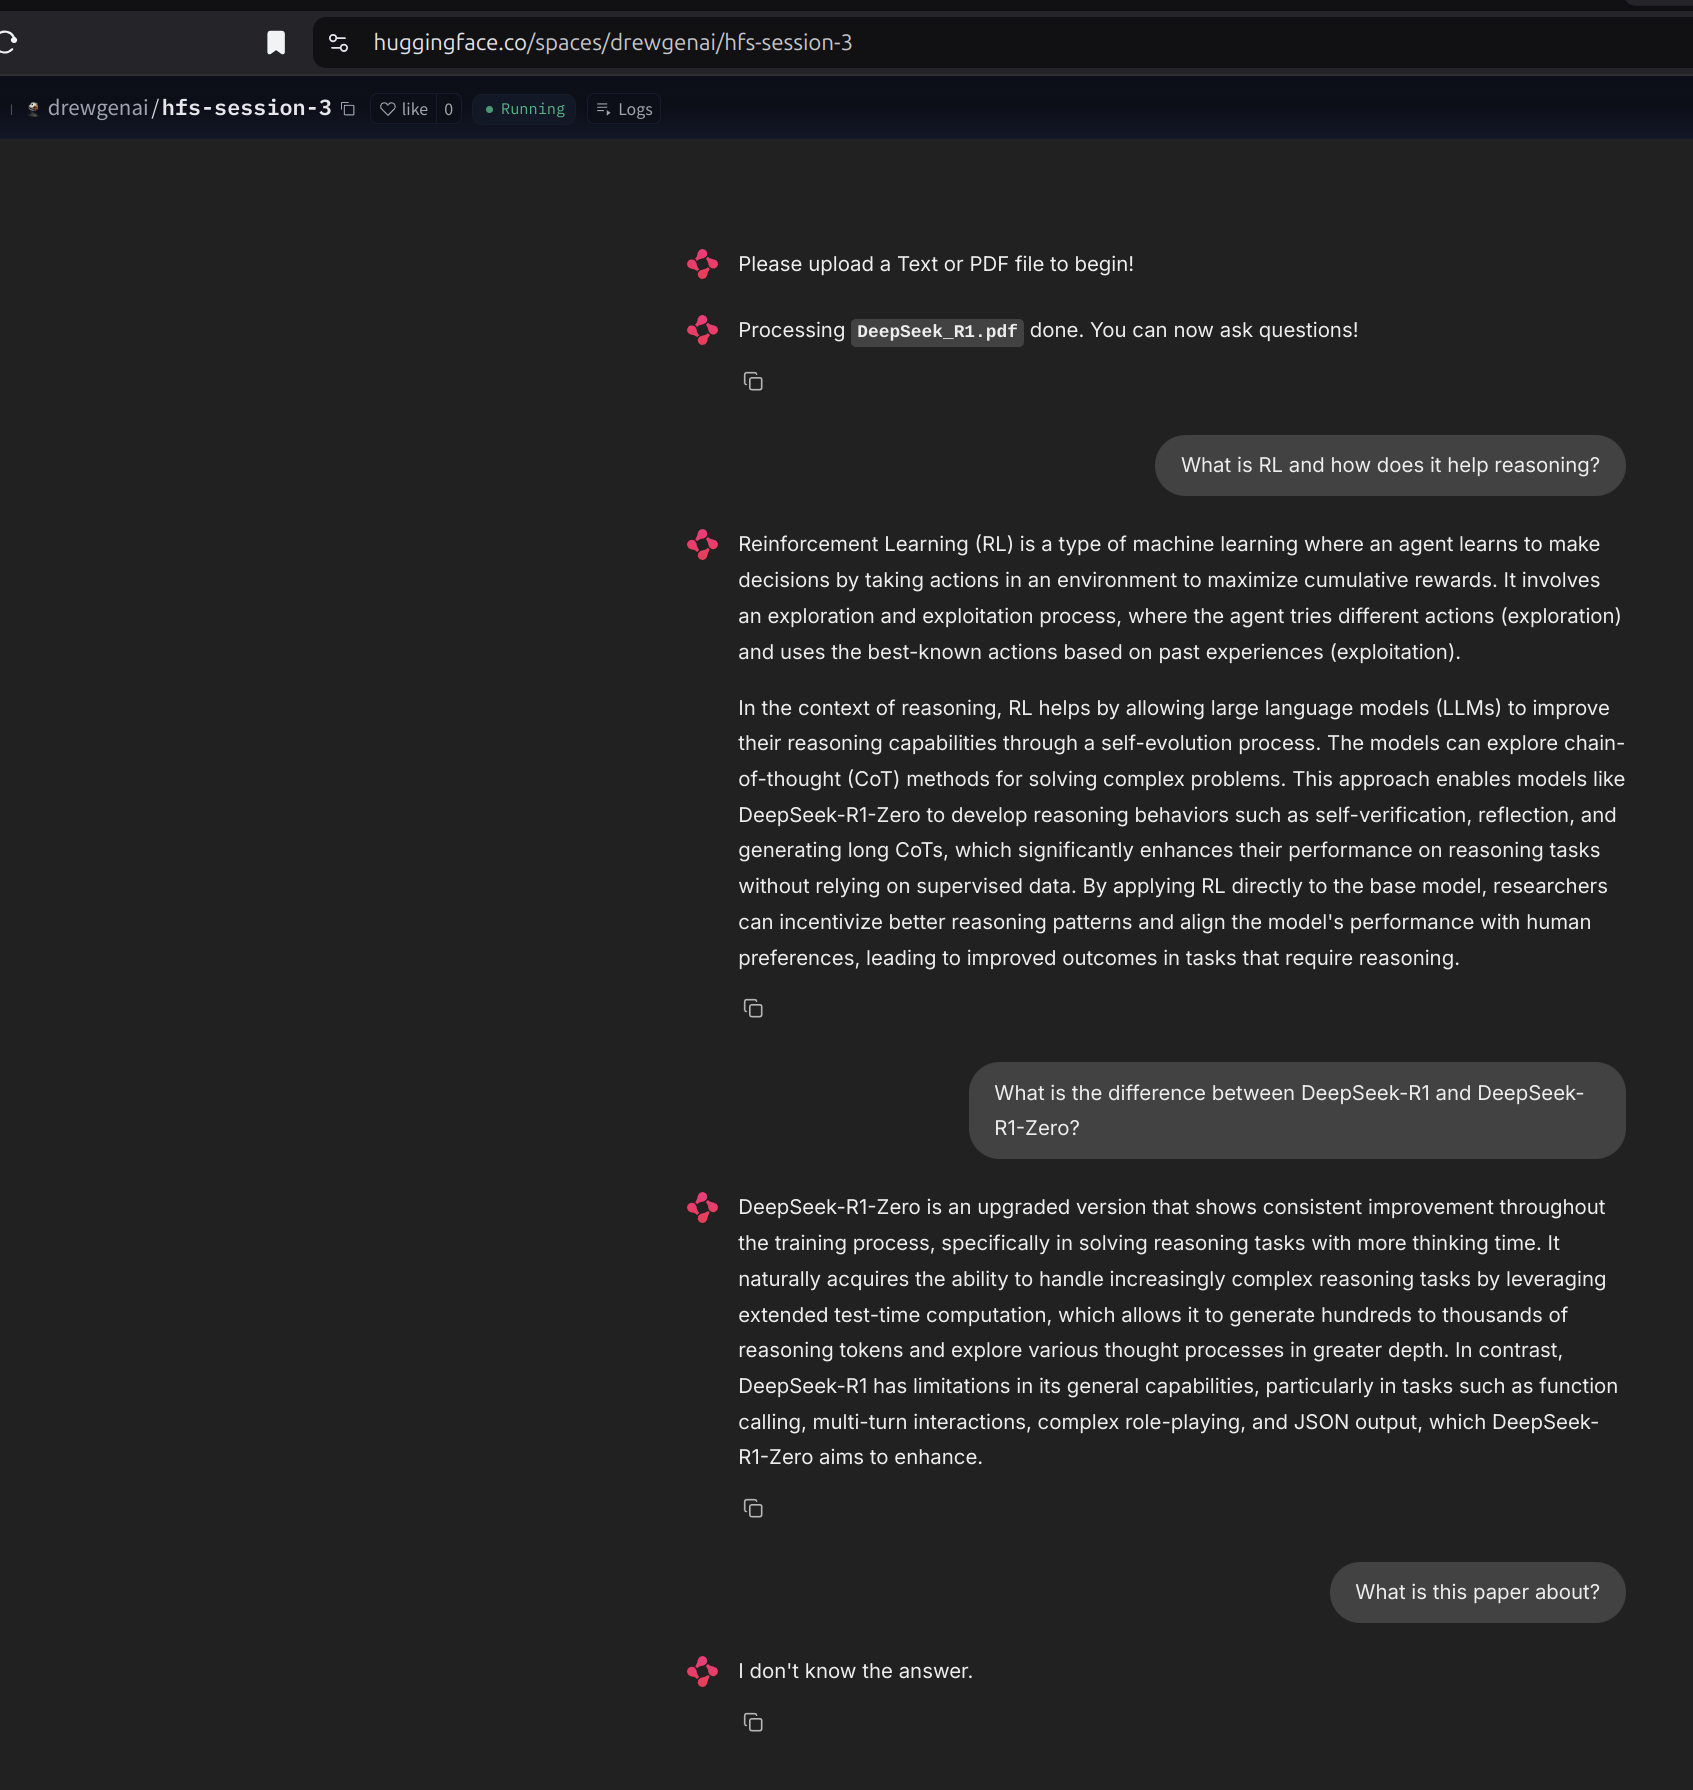 huggingface.co/spaces/drewgenai/hfs-session-3
drewgenai/hfs-session-3 like 0 Running Logs
Please upload a Text or PDF file to begin!
Processing DeepSeek_R1.pdf done. You can now ask questions!
What is RL and how does it help reasoning?
Reinforcement Learning (RL) is a type of machine learning where an agent learns to make
decisions by taking actions in an environment to maximize cumulative rewards. It involves
an exploration and exploitation process, where the agent tries different actions (exploration)
and uses the best-known actions based on past experiences (exploitation).
In the context of reasoning, RL helps by allowing large language models (LLMs) to improve
their reasoning capabilities through a self-evolution process. The models can explore chain-
of-thought (CoT) methods for solving complex problems. This approach enables models like
DeepSeek-R1-Zero to develop reasoning behaviors such as self-verification, reflection, and
generating long CoTs, which significantly enhances their performance on reasoning tasks
without relying on supervised data. By applying RL directly to the base model, researchers
can incentivize better reasoning patterns and align the model's performance with human
preferences, leading to improved outcomes in tasks that require reasoning.
What is the difference between DeepSeek-R1 and DeepSeek-
R1-Zero?
DeepSeek-R1-Zero is an upgraded version that shows consistent improvement throughout
the training process, specifically in solving reasoning tasks with more thinking time. It
naturally acquires the ability to handle increasingly complex reasoning tasks by leveraging
extended test-time computation, which allows it to generate hundreds to thousands of
reasoning tokens and explore various thought processes in greater depth. In contrast,
DeepSeek-R1 has limitations in its general capabilities, particularly in tasks such as function
calling, multi-turn interactions, complex role-playing, and JSON output, which DeepSeek-
R1-Zero aims to enhance.
What is this paper about?
I don't know the answer.